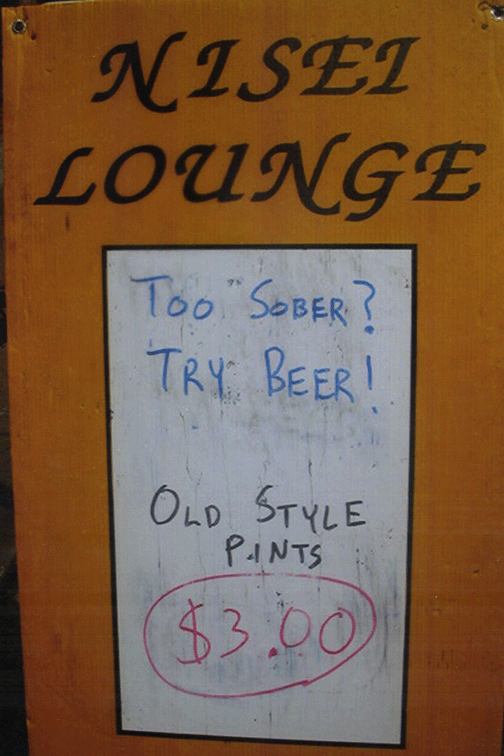 NISEI
LOUNGE
TOO SOBER?
TRY BEER!
OLD STYLE
PINTS
$3.00